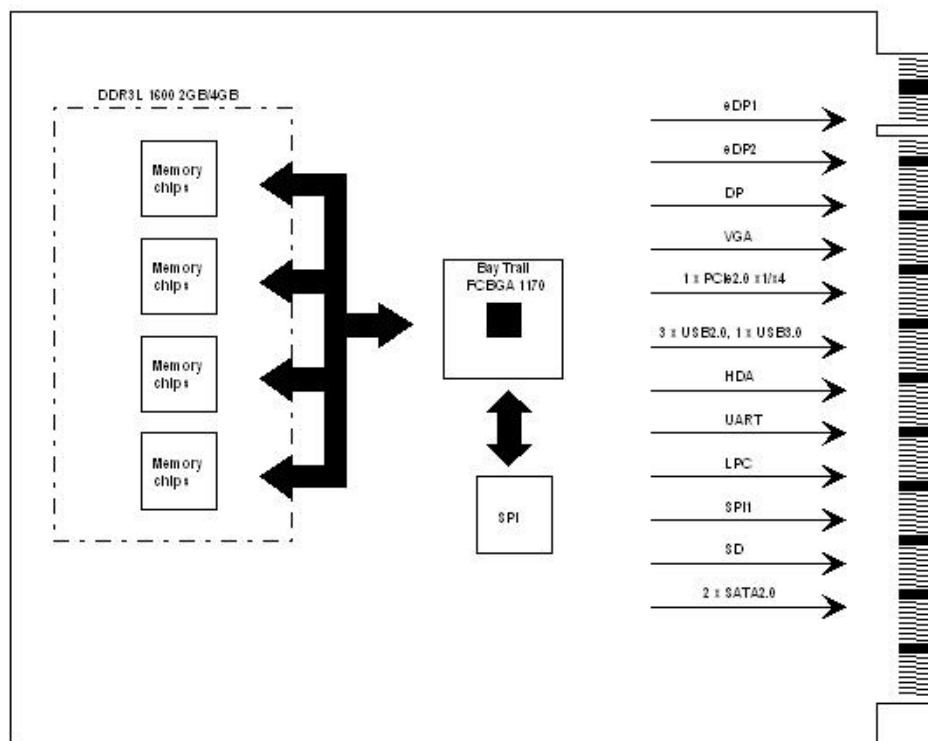 DDR3L 1600 2GB/4GB
Memory
chips
Memory
chips
Memory
chips
Memory
chips
Bay Trail
FCBGA 1170
SPI
eDP1
eDP2
DP
VGA
1 x PCIe2.0 x1/x4
3 x USB2.0, 1 x USB3.0
HDA
UART
LPC
SPI1
SD
2 x SATA2.0